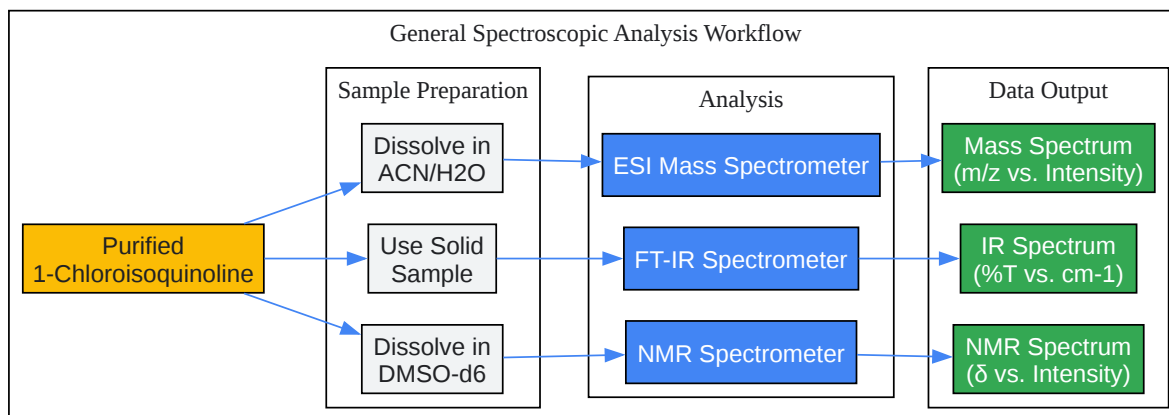 General Spectroscopic Analysis Workflow
Sample Preparation
Analysis
Data Output
Purified
1-Chloroisoquinoline
Dissolve in
ACN/H2O
ESI Mass Spectrometer
Mass Spectrum
(m/z vs. Intensity)
Use Solid
Sample
FT-IR Spectrometer
IR Spectrum
(%T vs. cm-1)
Dissolve in
DMSO-d6
NMR Spectrometer
NMR Spectrum
(δ vs. Intensity)